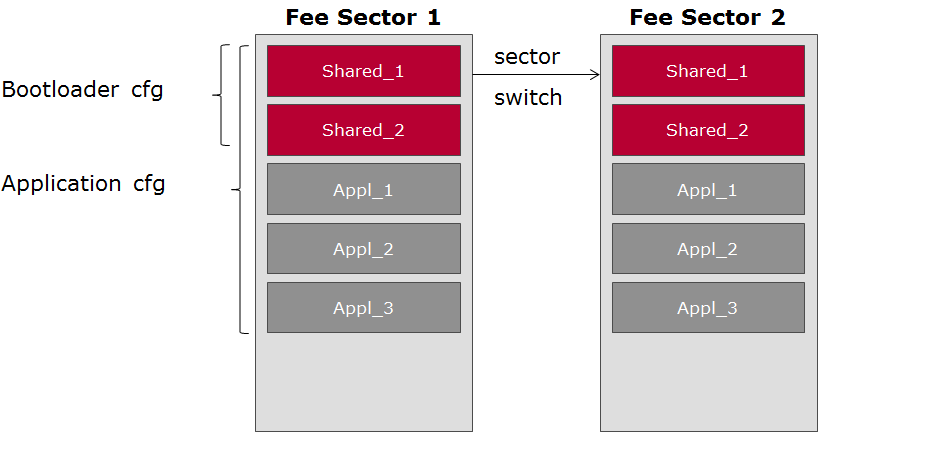 Fee Sector 1
Fee Sector 2
Bootloader cfg
Application cfg
Shared_1
Shared_2
Appl_1
Appl_2
Appl_3
sector
switch
Shared_1
Shared_2
Appl_1
Appl_2
Appl_3